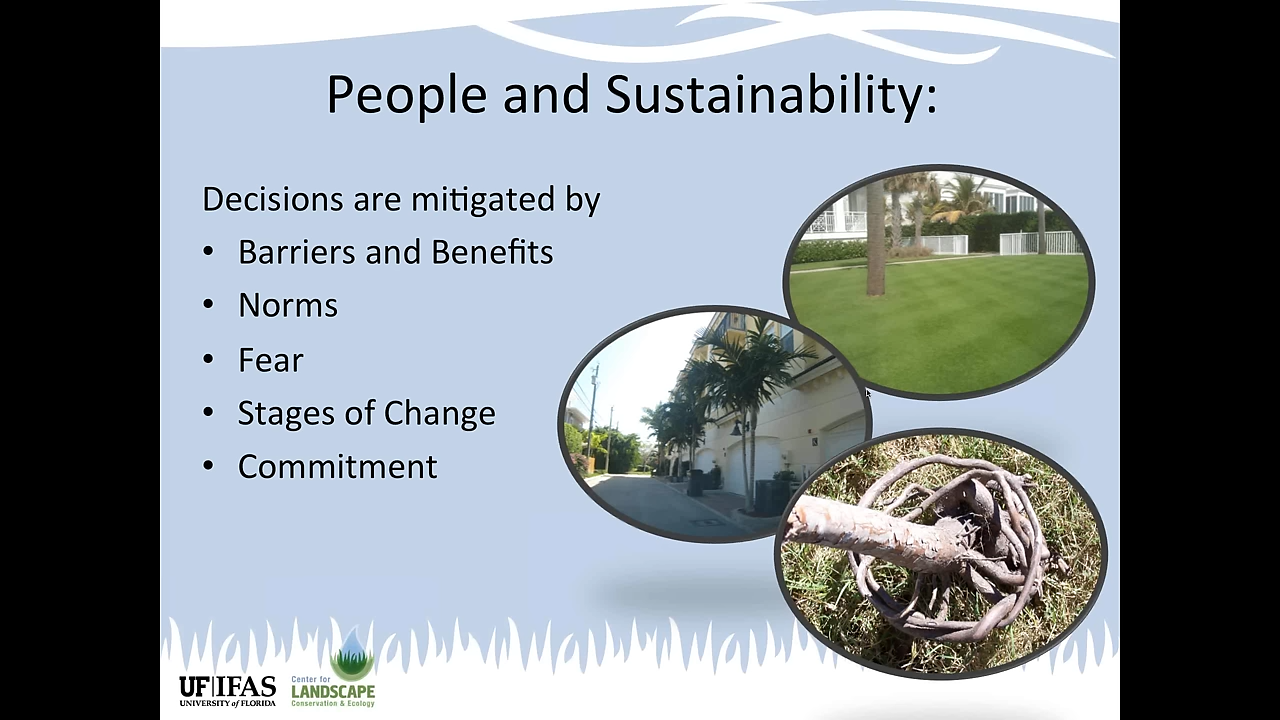 People and Sustainability:
Decisions are mitigated by
• Barriers and Benefits
• Norms
• Fear
• Stages of Change
• Commitment
UF|IFAS
UNIVERSITY of FLORIDA
Center for
LANDSCAPE
Conservation & Ecology